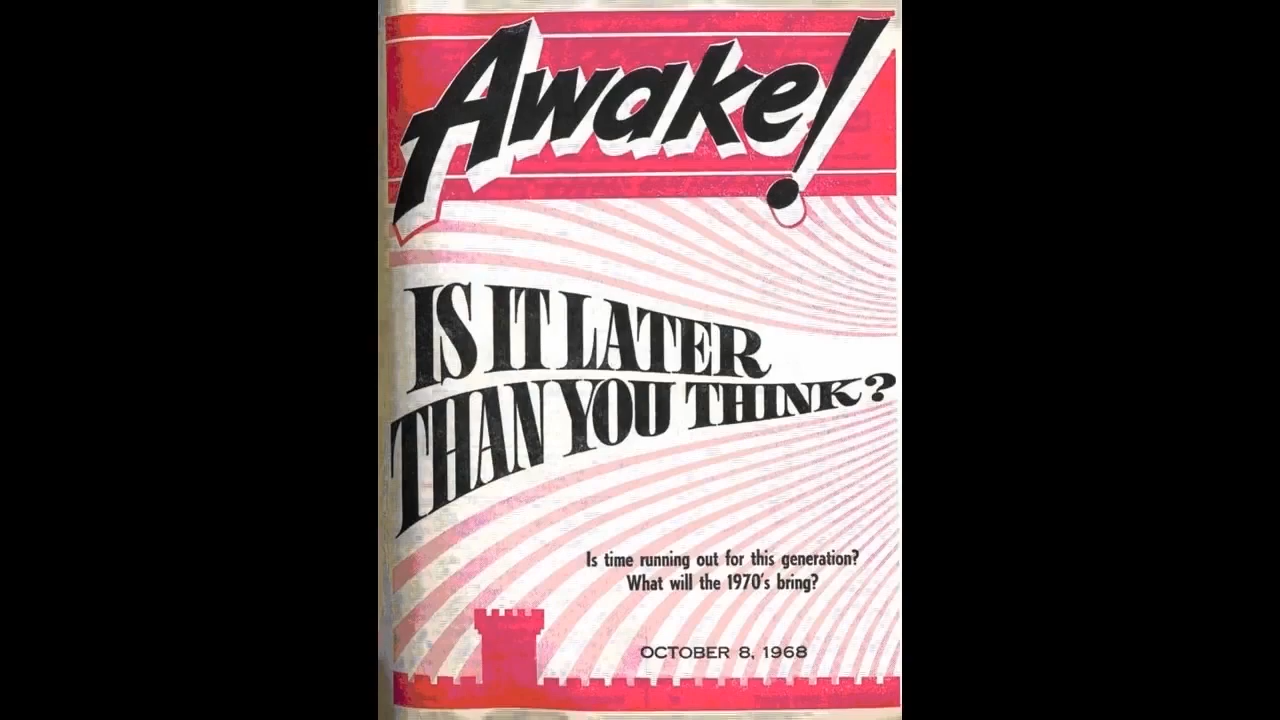 Awake!
IS IT LATER
THAN YOU THINK?
Is time running out for this generation?
What will the 1970's bring?
OCTOBER 8, 1968